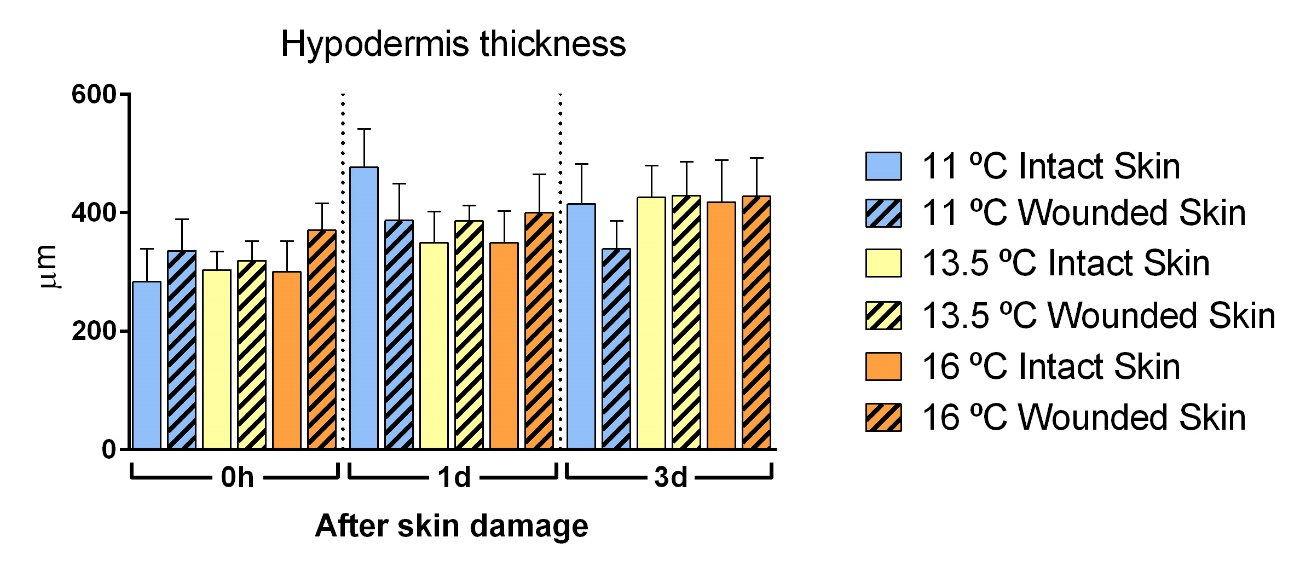 Hypodermis thickness
600
400
200
0
μm
0h
1d
3d
After skin damage
11 ºC Intact Skin
11 ºC Wounded Skin
13.5 ºC Intact Skin
13.5 ºC Wounded Skin
16 ºC Intact Skin
16 ºC Wounded Skin